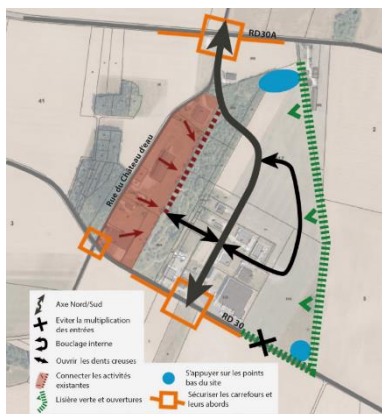 RD30A
Rue du Château d'eau
RD 30
Axe Nord/Sud
Eviter la multiplication
des entrées
Bouclage interne
Ouvrir les dents creuses
Connecter les activités
existantes
Lisière verte et ouvertures
S'appuyer sur les points
bas du site
Sécuriser les carrefours et
leurs abords